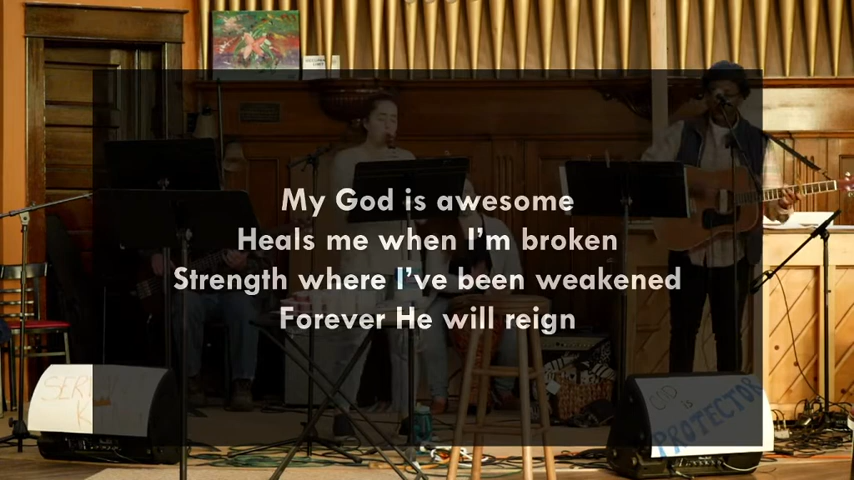 My God is awesome
Heals me when I'm broken
Strength where I've been weakened
Forever He will reign
GOD
IS
PROTECTOR